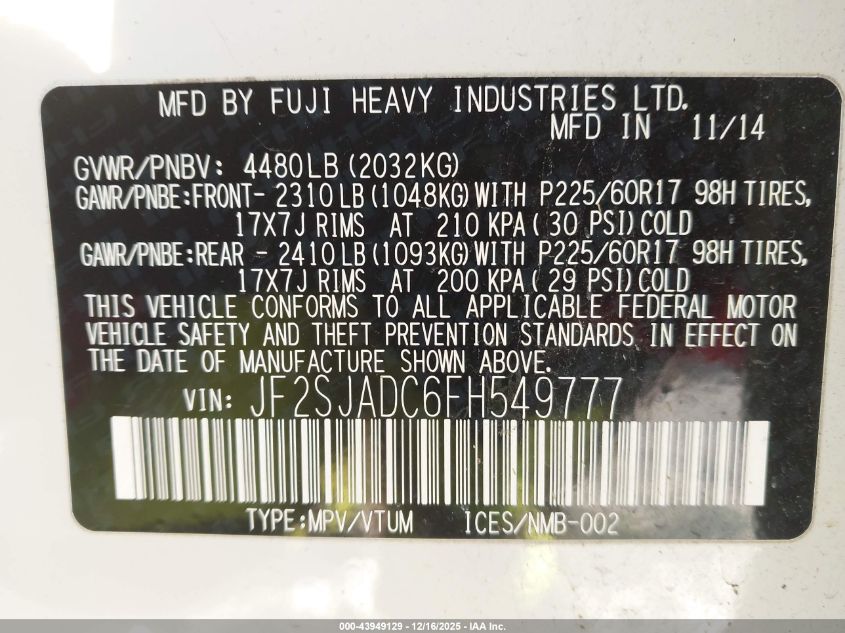 MFD BY FUJI HEAVY INDUSTRIES LTD.
MFD IN 11/14
GVWR/PNBV: 4480LB (2032KG)
GAWR/PNBE:FRONT- 2310LB (1048KG)WITH P225/60R17 98H TIRES,
17X7J RIMS AT 210 KPA( 30 PSI)COLD
GAWR/PNBE:REAR - 2410LB (1093KG)WITH P225/60R17 98H TIRES,
17X7J RIMS AT 200 KPA( 29 PSI)COLD
THIS VEHICLE CONFORMS TO ALL APPLICABLE FEDERAL MOTOR
VEHICLE SAFETY AND THEFT PREVENTION STANDARDS IN EFFECT ON
THE DATE OF MANUFACTURE SHOWN ABOVE.
VIN: JF2SJADC6FH549777
TYPE:MPV/VTUM ICES/NMB-002
000-43949129 - 12/16/2025 - IAA Inc.